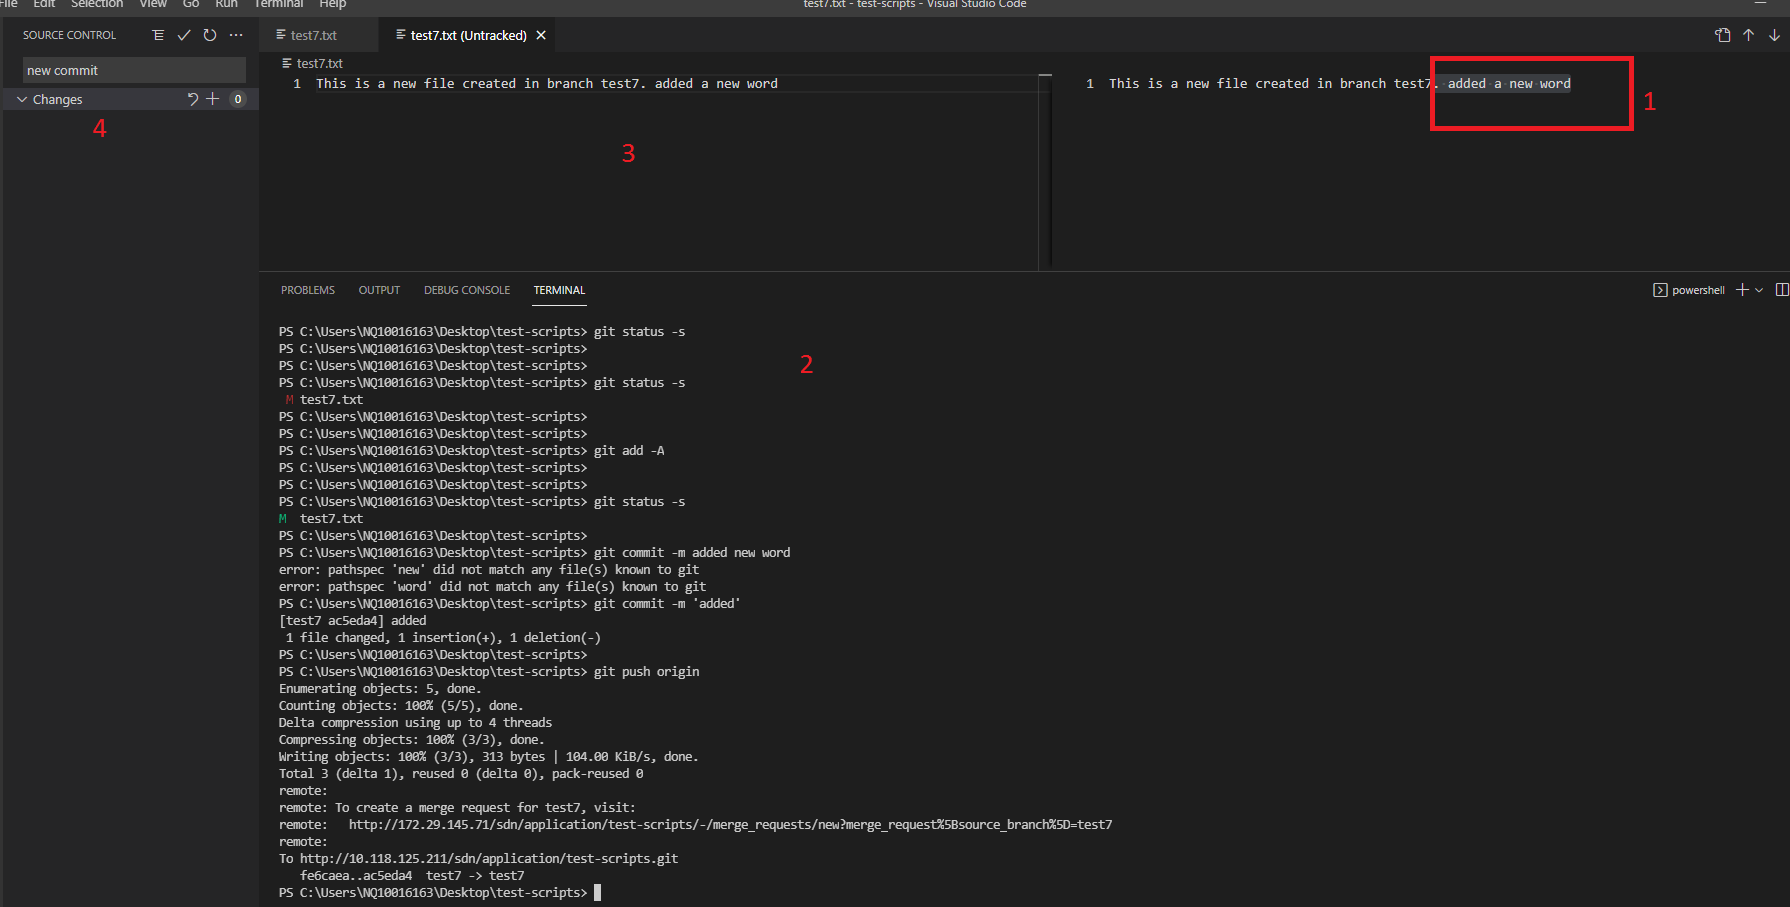 File Edit Selection View Go Run Terminal Help
test7.txt - test-scripts - Visual Studio Code
SOURCE CONTROL
test7.txt
test7.txt (Untracked)
new commit
test7.txt
1 This is a new file created in branch test7. added a new word
1 This is a new file created in branch test7. added a new word
Changes
0
1
4
3
PROBLEMS OUTPUT DEBUG CONSOLE TERMINAL
powershell
2
PS C:\Users\NQ10016163\Desktop\test-scripts> git status -s
PS C:\Users\NQ10016163\Desktop\test-scripts>
PS C:\Users\NQ10016163\Desktop\test-scripts>
PS C:\Users\NQ10016163\Desktop\test-scripts> git status -s
 M test7.txt
PS C:\Users\NQ10016163\Desktop\test-scripts>
PS C:\Users\NQ10016163\Desktop\test-scripts>
PS C:\Users\NQ10016163\Desktop\test-scripts> git add -A
PS C:\Users\NQ10016163\Desktop\test-scripts>
PS C:\Users\NQ10016163\Desktop\test-scripts>
PS C:\Users\NQ10016163\Desktop\test-scripts> git status -s
M  test7.txt
PS C:\Users\NQ10016163\Desktop\test-scripts>
PS C:\Users\NQ10016163\Desktop\test-scripts> git commit -m added new word
error: pathspec 'new' did not match any file(s) known to git
error: pathspec 'word' did not match any file(s) known to git
PS C:\Users\NQ10016163\Desktop\test-scripts> git commit -m 'added'
[test7 ac5eda4] added
 1 file changed, 1 insertion(+), 1 deletion(-)
PS C:\Users\NQ10016163\Desktop\test-scripts>
PS C:\Users\NQ10016163\Desktop\test-scripts> git push origin
Enumerating objects: 5, done.
Counting objects: 100% (5/5), done.
Delta compression using up to 4 threads
Compressing objects: 100% (3/3), done.
Writing objects: 100% (3/3), 313 bytes | 104.00 KiB/s, done.
Total 3 (delta 1), reused 0 (delta 0), pack-reused 0
remote:
remote: To create a merge request for test7, visit:
remote:   http://172.29.145.71/sdn/application/test-scripts/-/merge_requests/new?merge_request%5Bsource_branch%5D=test7
remote:
To http://10.118.125.211/sdn/application/test-scripts.git
   fe6caea..ac5eda4  test7 -> test7
PS C:\Users\NQ10016163\Desktop\test-scripts>